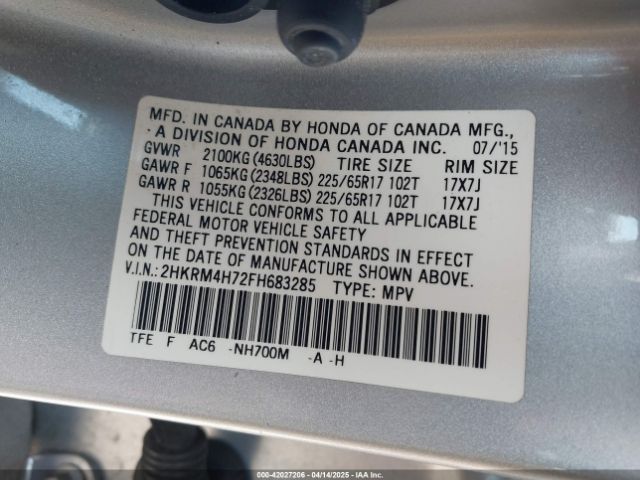 MFD. IN CANADA BY HONDA OF CANADA MFG.,
A DIVISION OF HONDA CANADA INC. 07/'15
GVWR 2100KG(4630LBS) TIRE SIZE RIM SIZE
GAWR F 1065KG(2348LBS) 225/65R17 102T 17X7J
GAWR R 1055KG(2326LBS) 225/65R17 102T 17X7J
THIS VEHICLE CONFORMS TO ALL APPLICABLE
FEDERAL MOTOR VEHICLE SAFETY
AND THEFT PREVENTION STANDARDS IN EFFECT
ON THE DATE OF MANUFACTURE SHOWN ABOVE.
V.I.N.: 2HKRM4H72FH683285 TYPE: MPV
TFE F AC6 -NH700M -A -H
000-42027206 - 04/14/2025 - IAA Inc.